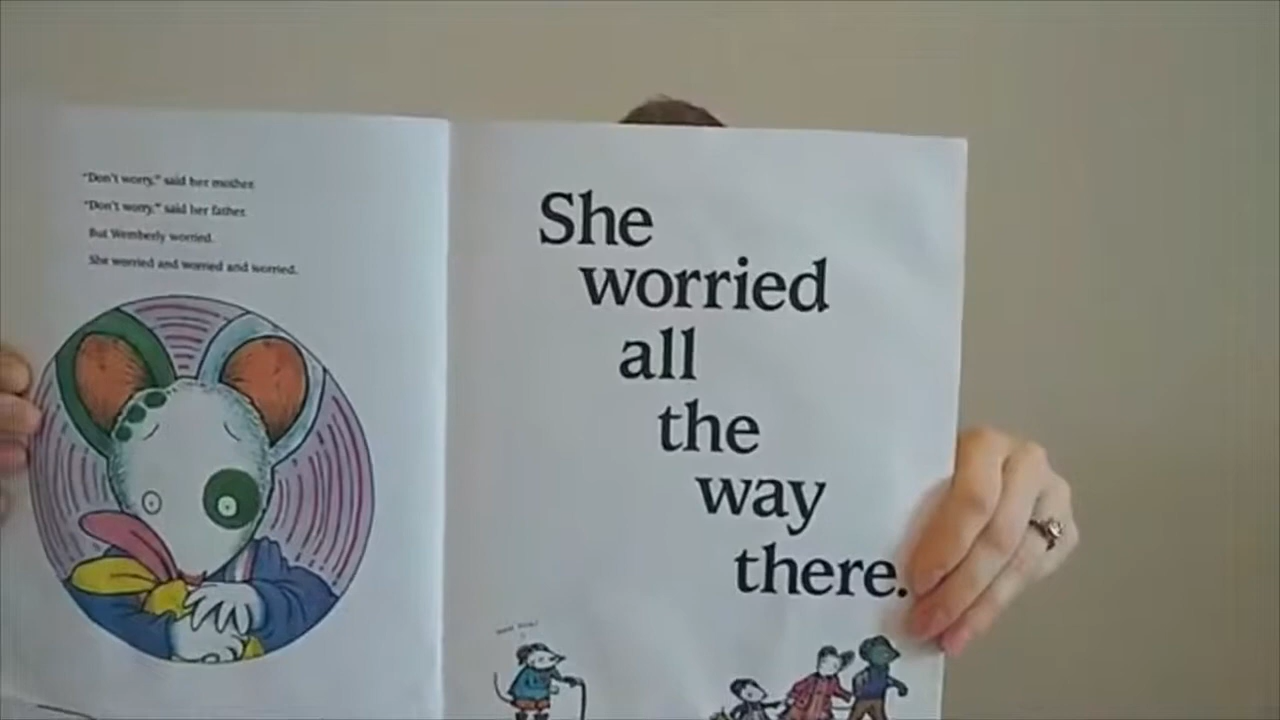 "Don't worry," said her mother.
"Don't worry," said her father.
But Wemberly worried.
She worried and worried and worried.
She
worried
all
the
way
there.